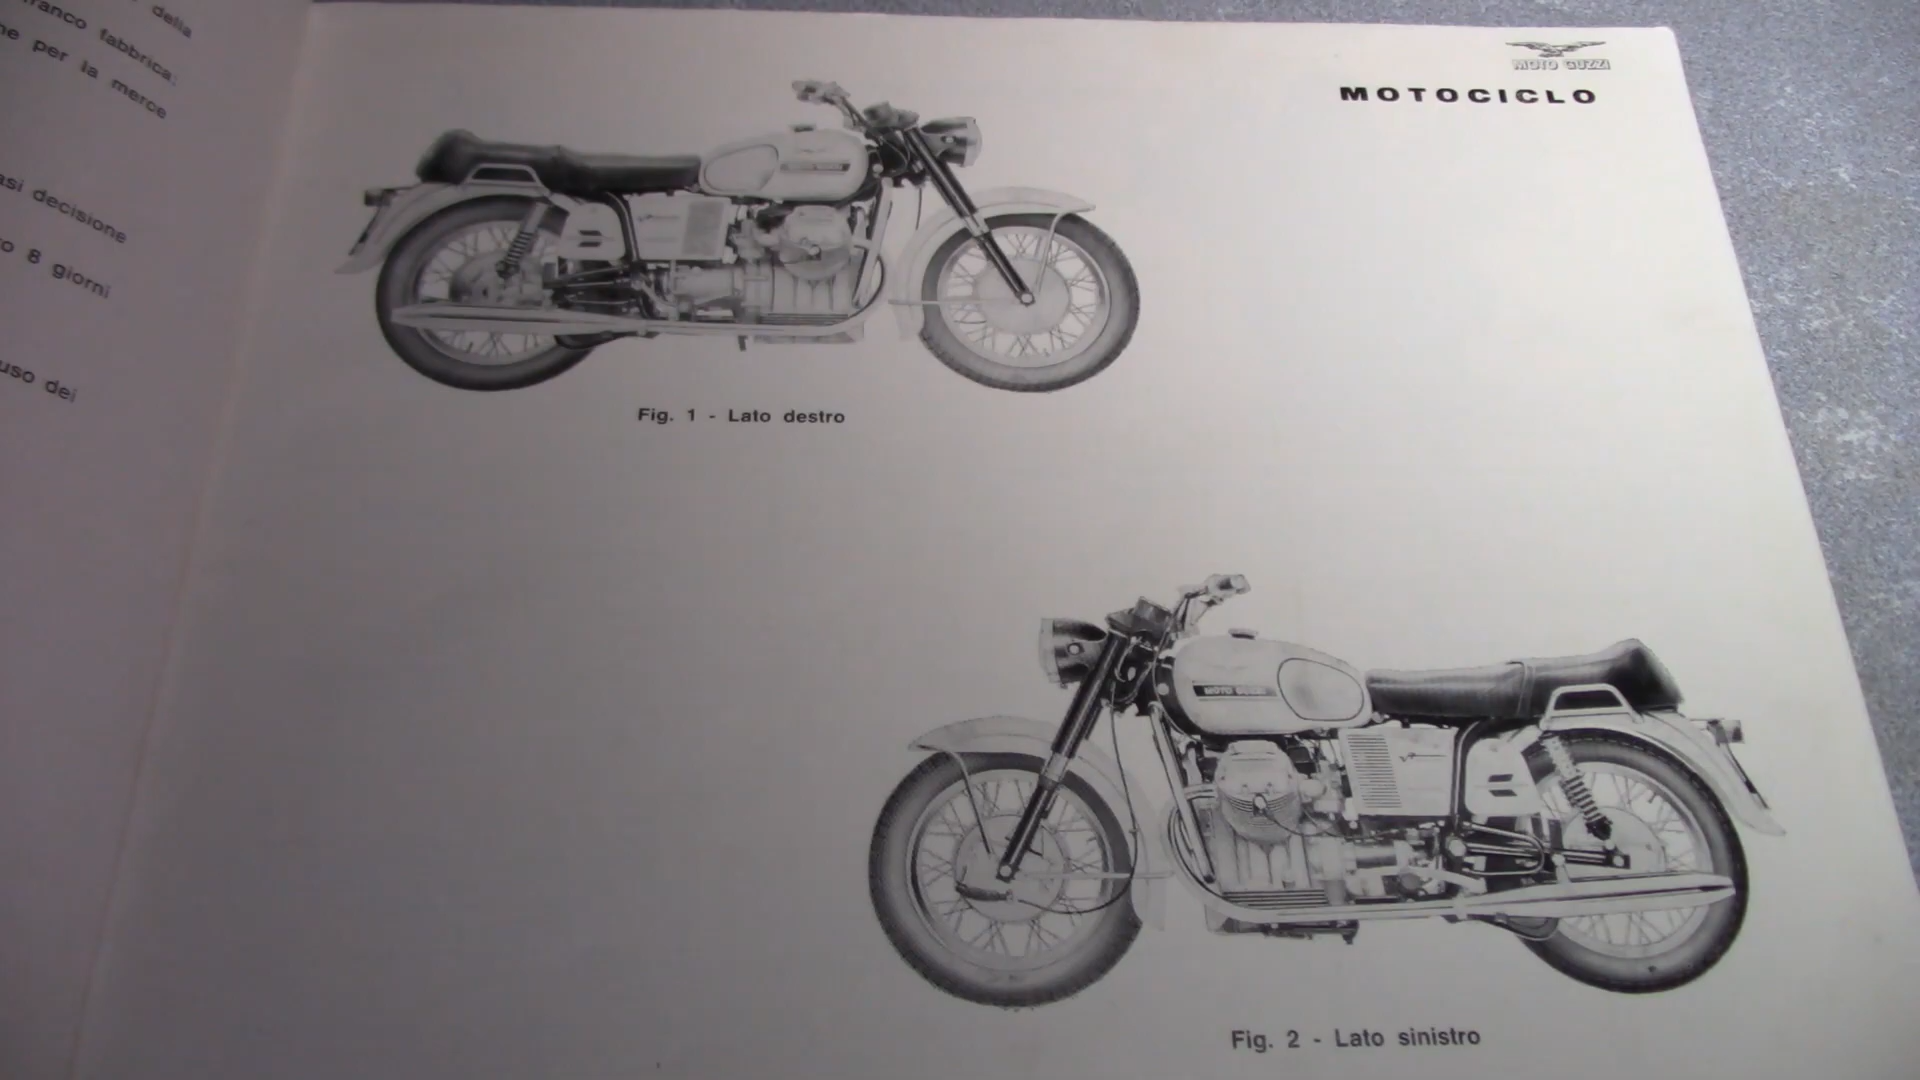 della
franco fabbrica:
per la merce
decisione
8 giorni
uso dei
MOTO GUZZI
MOTOCICLO
Fig. 1 - Lato destro
MOTO GUZZI
Fig. 2 - Lato sinistro